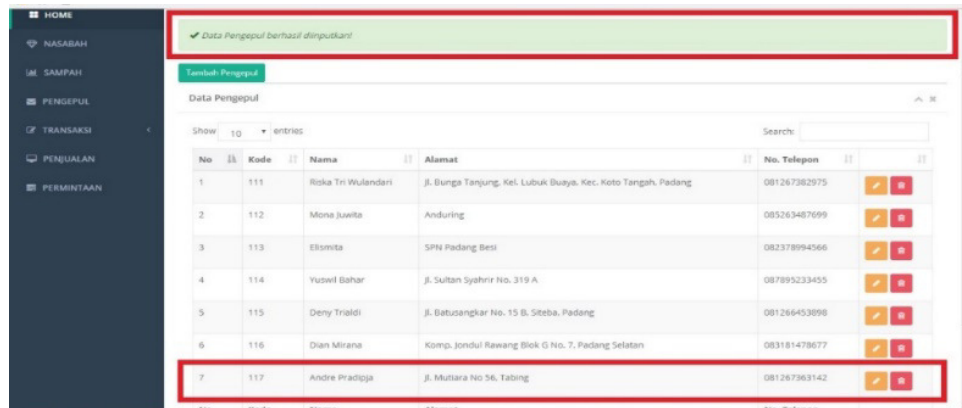 HOME
NASABAH
SAMPAH
PENGEPUL
TRANSAKSI
PENJUALAN
PERMINTAAN
Data Pengepul berhasil diinputkan!
Tambah Pengepul
Data Pengepul
Show 10 entries Search:
No Kode Nama Alamat No. Telepon
1 111 Riska Tri Wulandari Jl. Bunga Tanjung, Kel. Lubuk Buaya, Kec. Koto Tangah, Padang 081267382975
2 112 Mona Juwita Anduring 085263487699
3 113 Elismita SPN Padang Besi 082378994566
4 114 Yuswil Bahar Jl. Sultan Syahrir No. 319 A 087895233455
5 115 Deny Trialdi Jl. Batusangkar No. 15 B, Siteba, Padang 081266453898
6 116 Dian Mirana Komp. Jondul Rawang Blok G No. 7, Padang Selatan 083181478677
7 117 Andre Pradipja Jl. Mutiara No 56, Tabing 081267363142